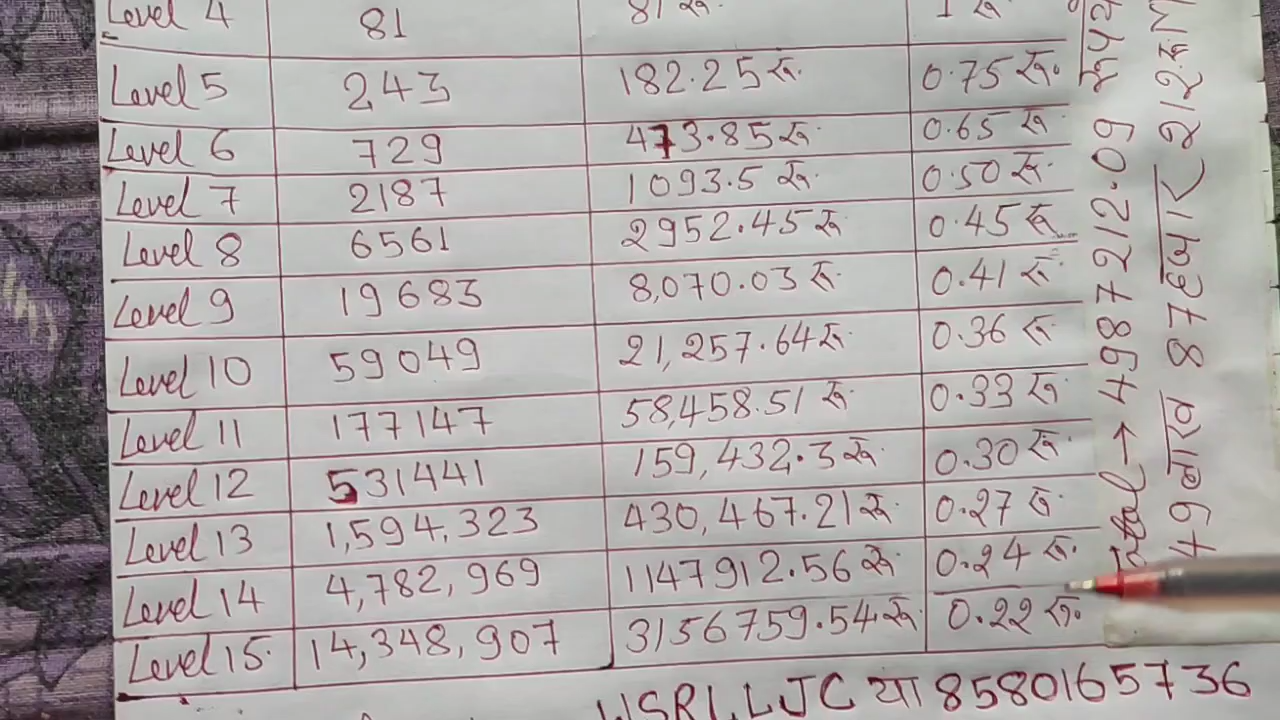 Level 4 81 81 रु. 1 रु
Level 5 243 182.25 रु. 0.75 रु.
Level 6 729 473.85 रु. 0.65 रु
Level 7 2187 1093.5 रु. 0.50 रु.
Level 8 6561 2952.45 रु 0.45 रु
Level 9 19683 8,070.03 रु. 0.41 रु.
Level 10 59049 21,257.64 रु. 0.36 रु.
Level 11 177147 58,458.51 रु. 0.33 रु.
Level 12 531441 159,432.3 रु. 0.30 रु.
Level 13 1,594,323 430,467.21 रु. 0.27 रु
Level 14 4,782,969 1147912.56 रु. 0.24 रु.
Level 15. 14,348,907 3156759.54 रु. 0.22 रु.
Total → 4987212.09
49 लाख 87 हजार 212 रु
USRLLJC या 8580165736